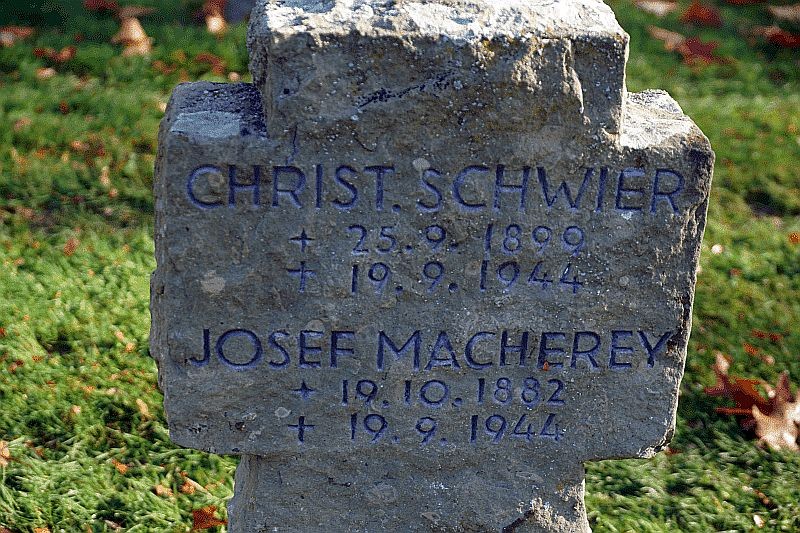 CHRIST. SCHWIER
+ 25.9.1899
+ 19.9.1944
JOSEF MACHEREY
+ 19.10.1882
+ 19.9.1944